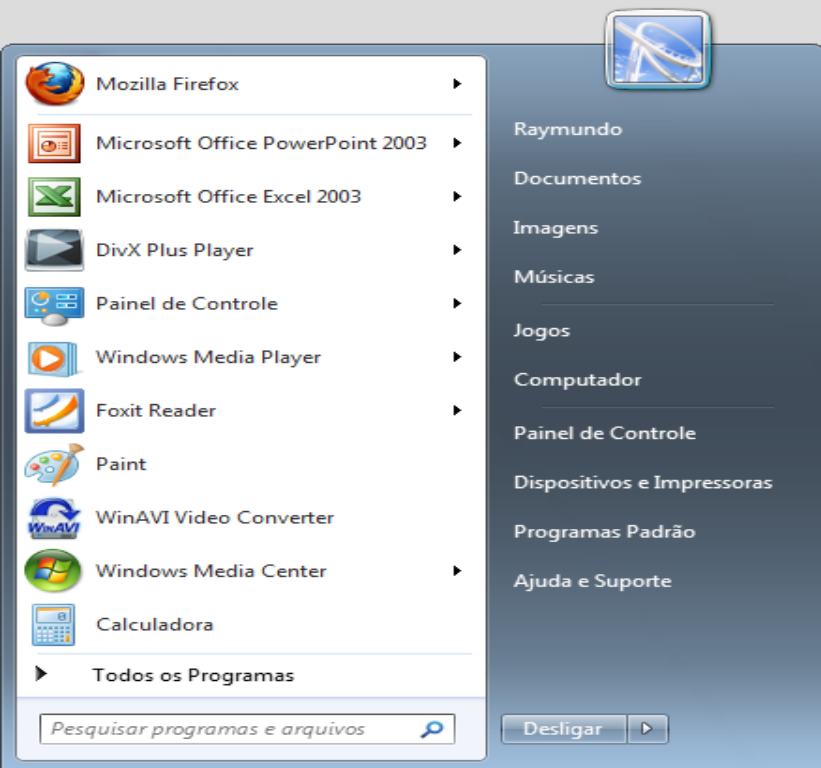 Mozilla Firefox
Microsoft Office PowerPoint 2003
Microsoft Office Excel 2003
DivX Plus Player
Painel de Controle
Windows Media Player
Foxit Reader
Paint
WinAVI
WinAVI Video Converter
Windows Media Center
Calculadora
Todos os Programas
Pesquisar programas e arquivos
Raymundo
Documentos
Imagens
Músicas
Jogos
Computador
Painel de Controle
Dispositivos e Impressoras
Programas Padrão
Ajuda e Suporte
Desligar